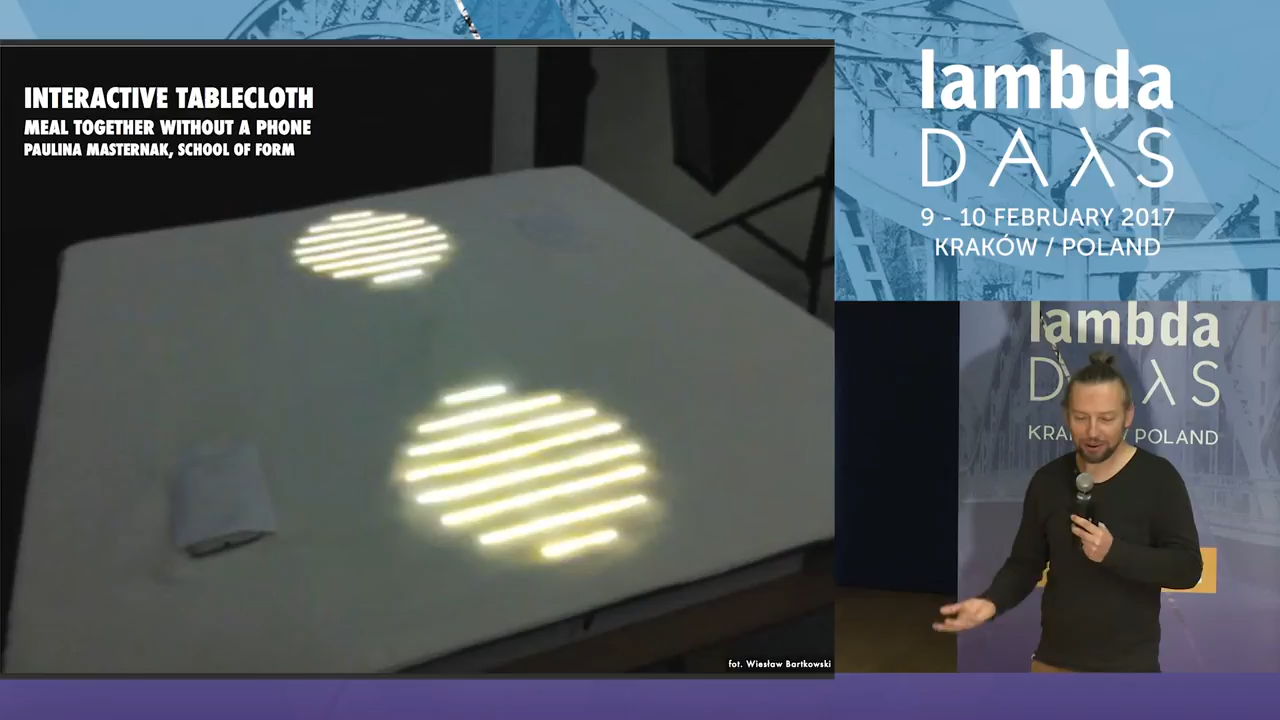 INTERACTIVE TABLECLOTH
MEAL TOGETHER WITHOUT A PHONE
PAULINA MASTERNAK, SCHOOL OF FORM
fot. Wiesław Bartkowski
lambda
DAλS
9 - 10 FEBRUARY 2017
KRAKÓW / POLAND
lambda
D λS
KRA POLAND